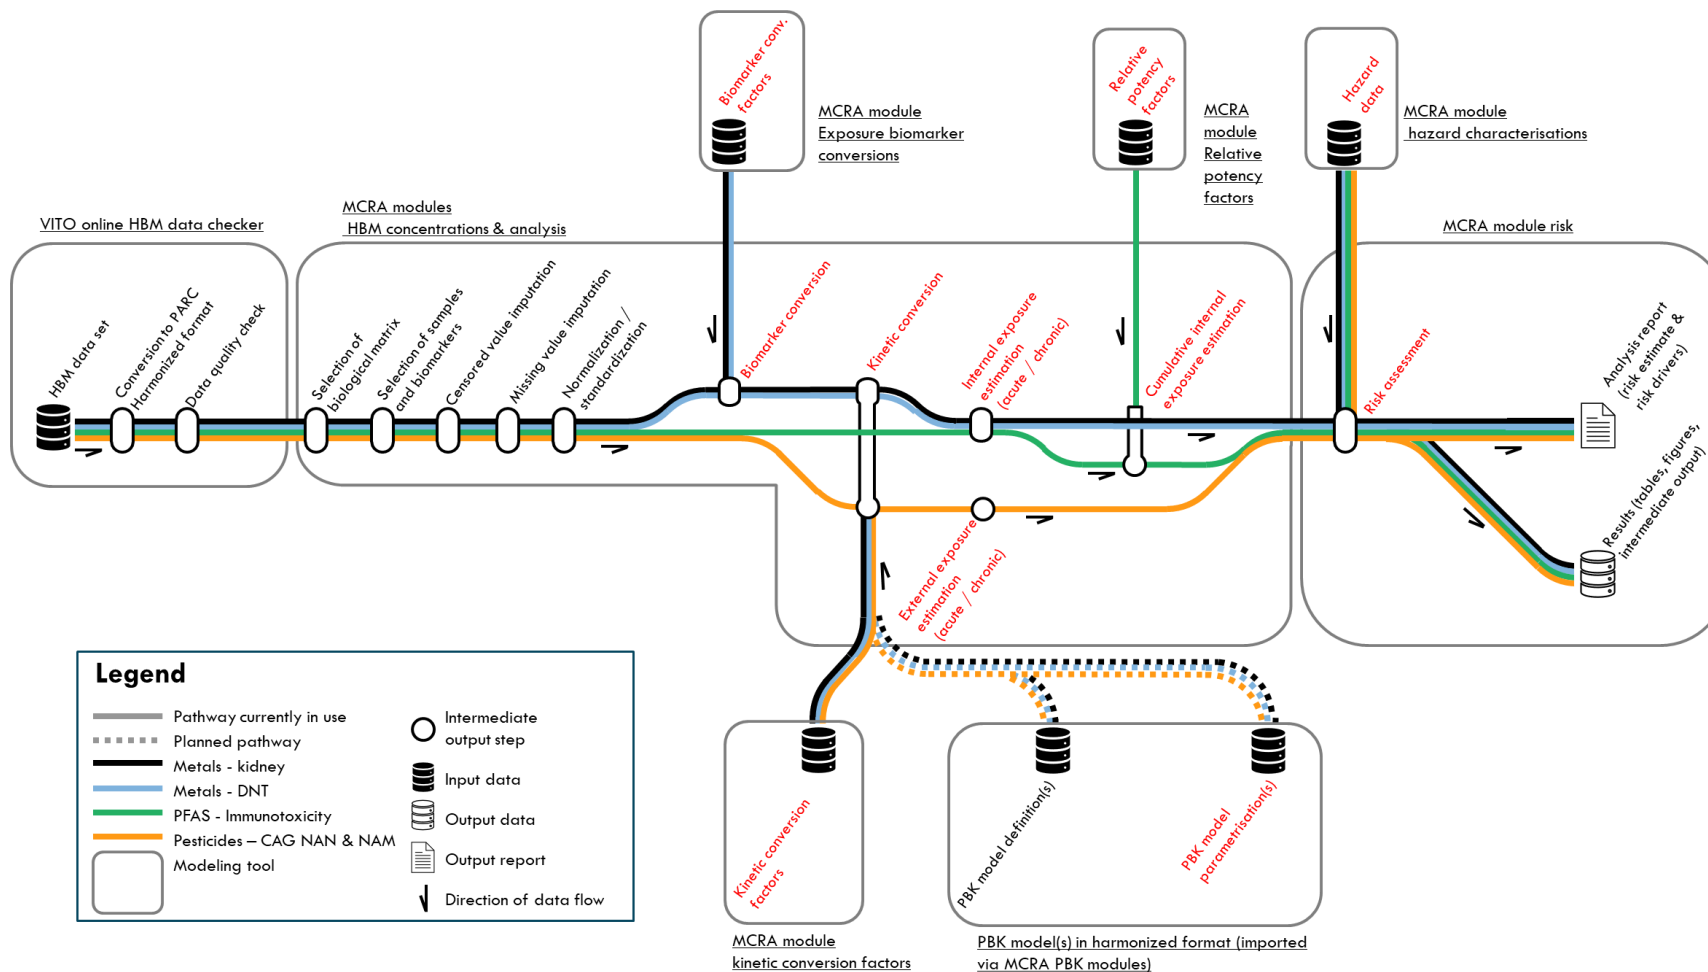 Biomarker conv.
factors
MCRA module
Exposure biomarker
conversions
Relative
potency
factors
MCRA
module
Relative
potency
factors
Hazard
data
MCRA module
hazard characterisations
VITO online HBM data checker
MCRA modules
HBM concentrations & analysis
MCRA module risk
HBM data set
Conversion to PARC
Harmonized format
Data quality check
Selection of
biological matrix
Selection of samples
and biomarkers
Censored value imputation
Missing value imputation
Normalization /
standardization
Biomarker conversion
Kinetic conversion
Internal exposure
estimation
(acute / chronic)
Cumulative internal
exposure estimation
Risk assessment
Analysis report
(risk estimate &
risk drivers)
Results (tables, figures,
intermediate output)
External exposure
estimation
(acute / chronic)
Legend
Pathway currently in use
Planned pathway
Metals - kidney
Metals - DNT
PFAS - Immunotoxicity
Pesticides – CAG NAN & NAM
Modeling tool
Intermediate
output step
Input data
Output data
Output report
Direction of data flow
Kinetic conversion
factors
MCRA module
kinetic conversion factors
PBK model definition(s)
PBK model
parametrisation(s)
PBK model(s) in harmonized format (imported
via MCRA PBK modules)